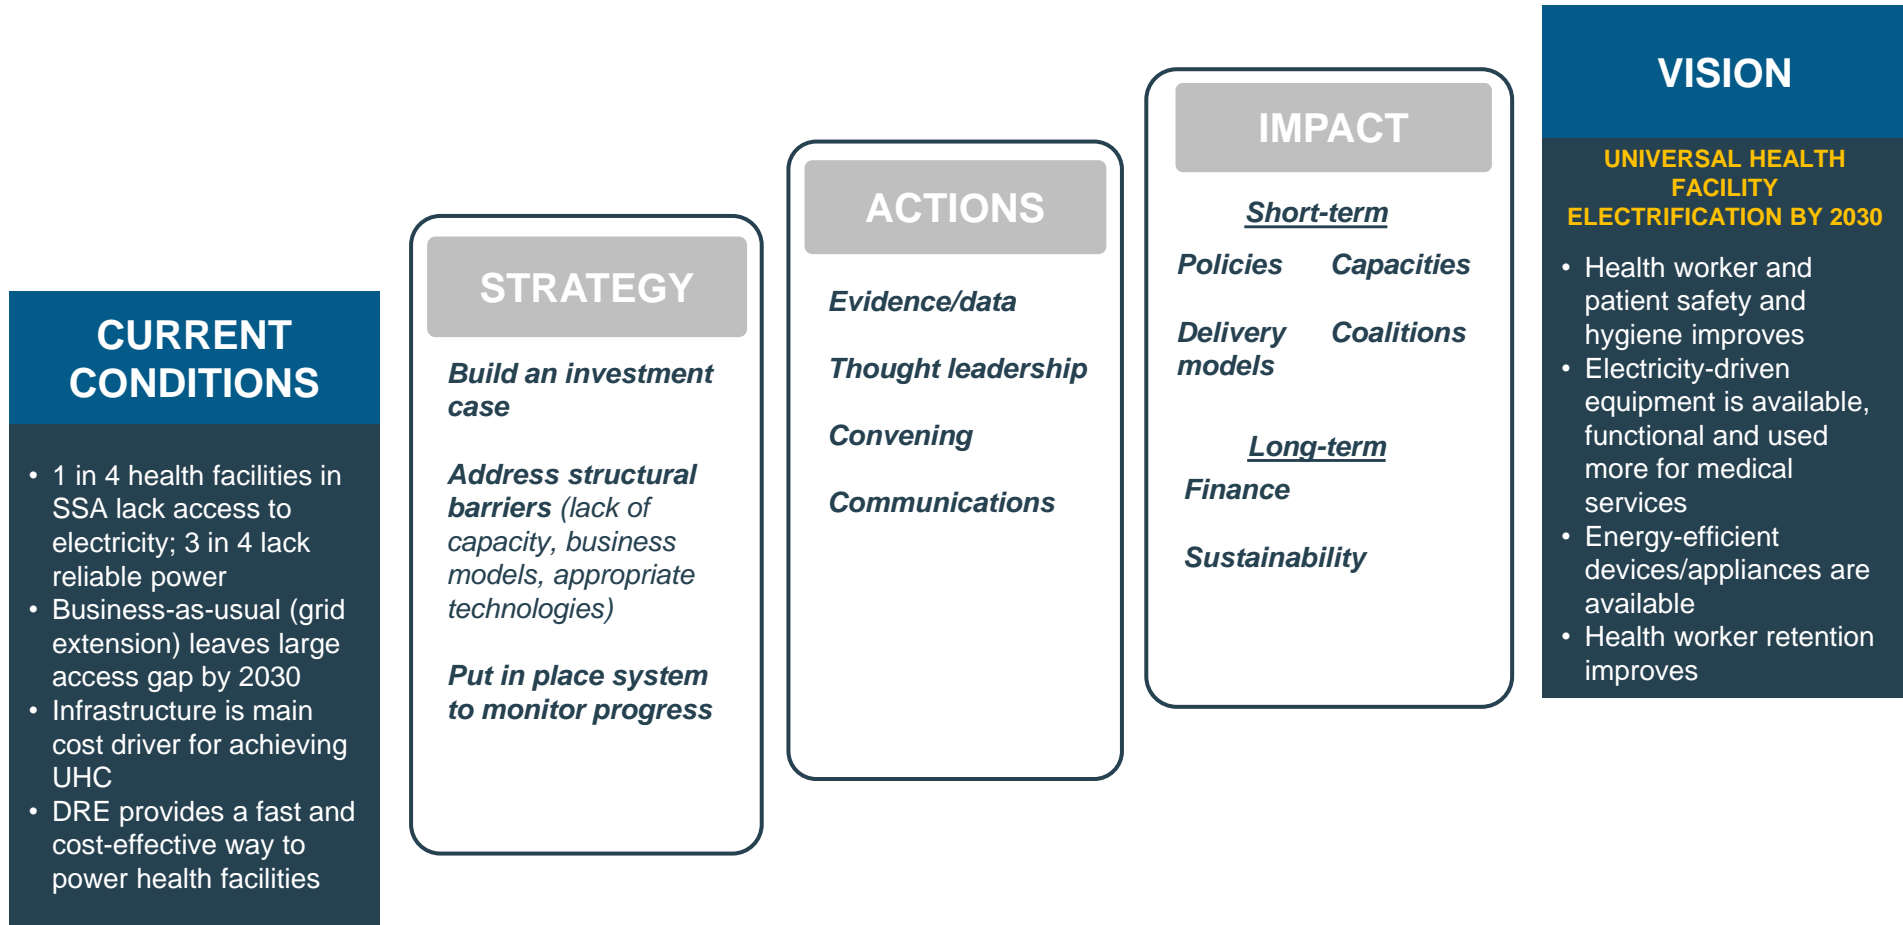 CURRENT
CONDITIONS
• 1 in 4 health facilities in
SSA lack access to
electricity; 3 in 4 lack
reliable power
• Business-as-usual (grid
extension) leaves large
access gap by 2030
• Infrastructure is main
cost driver for achieving
UHC
• DRE provides a fast and
cost-effective way to
power health facilities
STRATEGY
Build an investment
case
Address structural
barriers (lack of
capacity, business
models, appropriate
technologies)
Put in place system
to monitor progress
ACTIONS
Evidence/data
Thought leadership
Convening
Communications
IMPACT
Short-term
Policies Capacities
Delivery Coalitions
models
Long-term
Finance
Sustainability
VISION
UNIVERSAL HEALTH
FACILITY
ELECTRIFICATION BY 2030
• Health worker and
patient safety and
hygiene improves
• Electricity-driven
equipment is available,
functional and used
more for medical
services
• Energy-efficient
devices/appliances are
available
• Health worker retention
improves